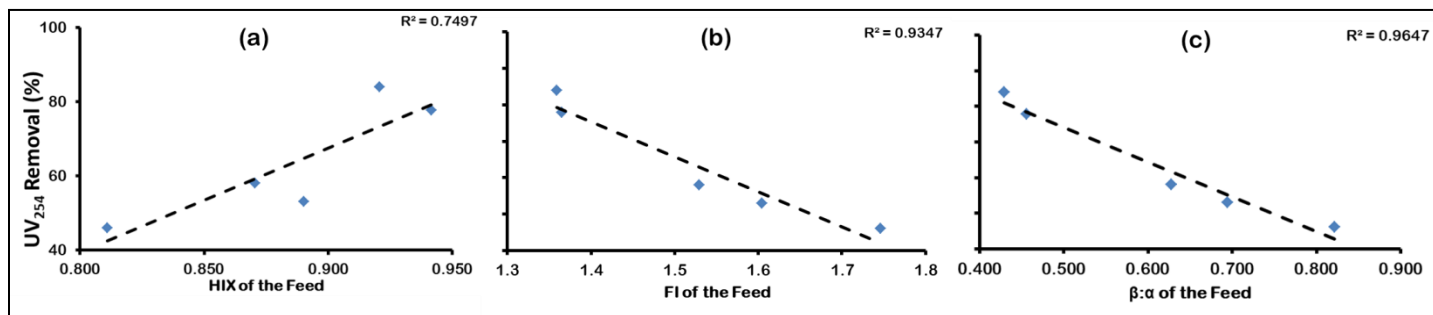 (a)
R² = 0.7497
UV254 Removal (%)
100
80
60
40
0.800 0.850 0.900 0.950
HIX of the Feed
(b)
R² = 0.9347
1.3 1.4 1.5 1.6 1.7 1.8
FI of the Feed
(c)
R² = 0.9647
0.400 0.500 0.600 0.700 0.800 0.900
β:α of the Feed